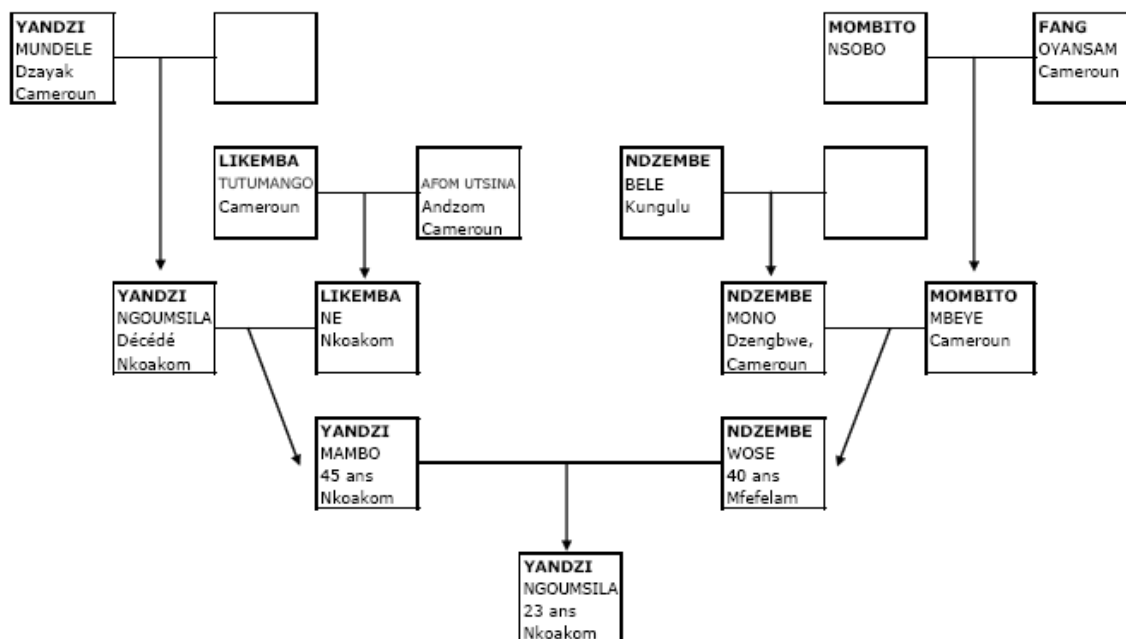 YANDZI
MUNDELE
Dzayak
Cameroun
MOMBITO
NSOBO
FANG
OYANSAM
Cameroun
LIKEMBA
TUTUMANGO
Cameroun
AFOM UTSINA
Andzom
Cameroun
NDZEMBE
BELE
Kungulu
YANDZI
NGOUMSILA
Décédé
Nkoakom
LIKEMBA
NE
Nkoakom
NDZEMBE
MONO
Dzengbwe,
Cameroun
MOMBITO
MBEYE
Cameroun
YANDZI
MAMBO
45 ans
Nkoakom
NDZEMBE
WOSE
40 ans
Mfefelam
YANDZI
NGOUMSILA
23 ans
Nkoakom